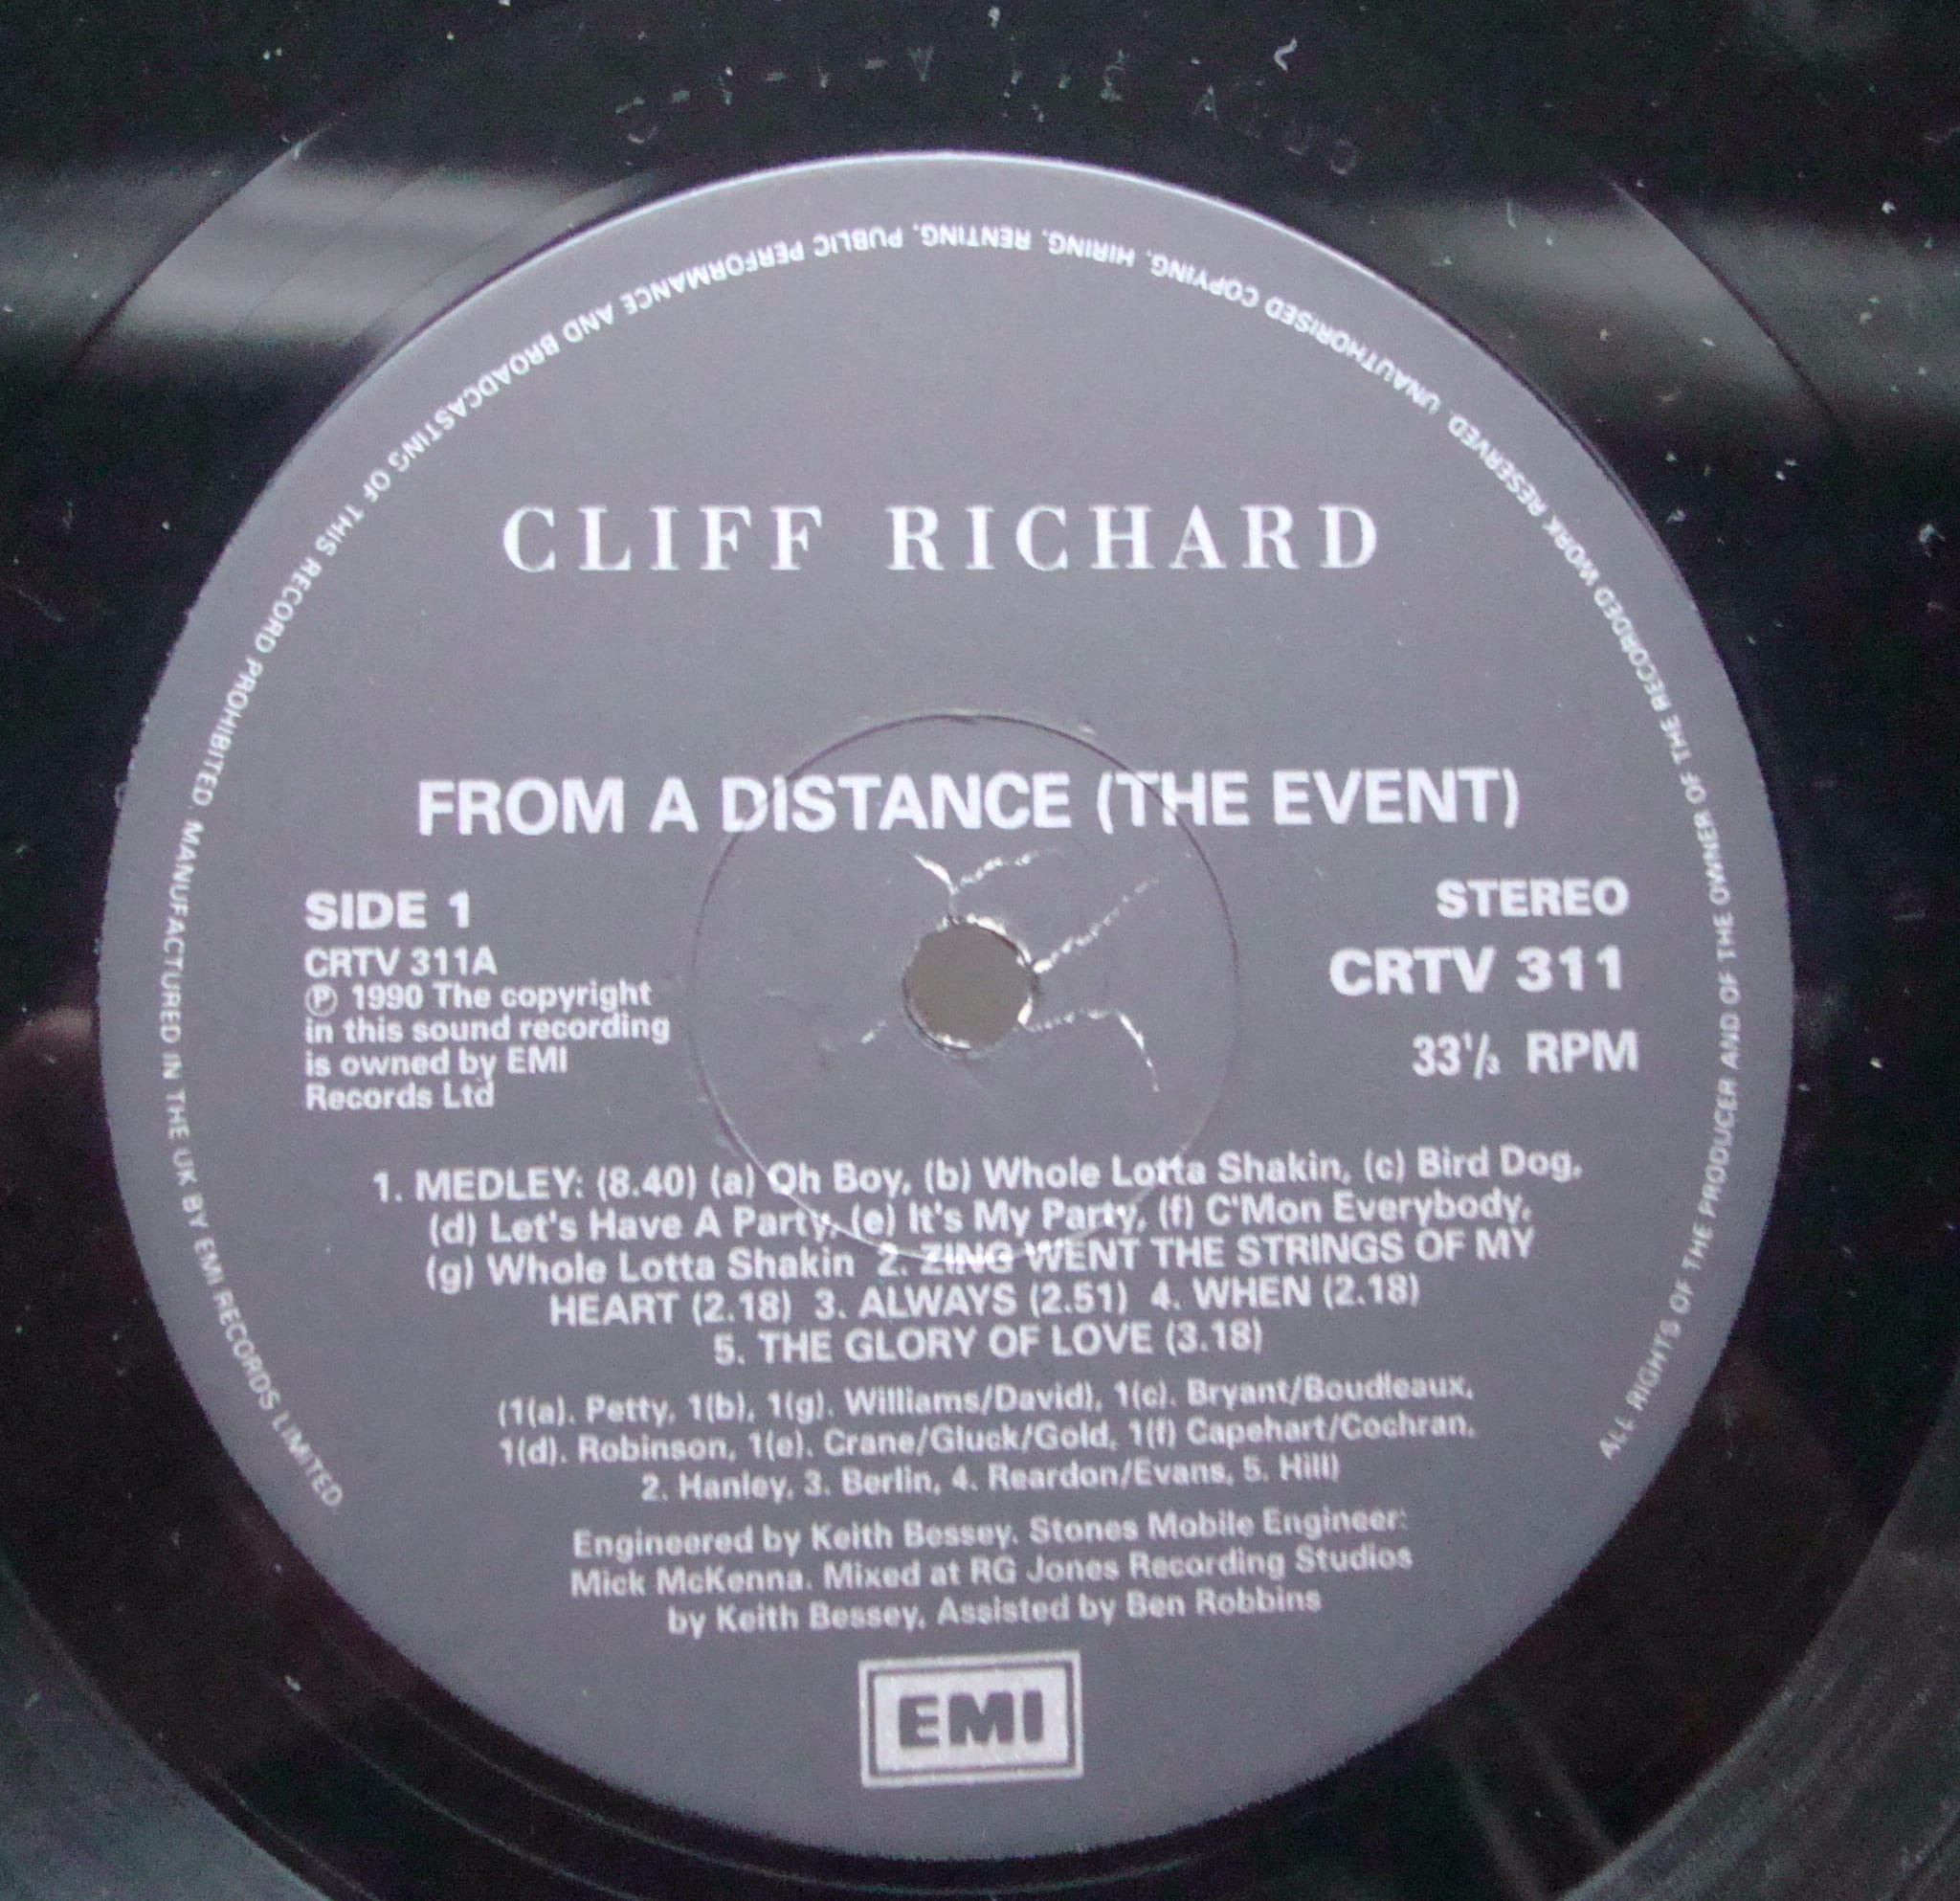 CLIFF RICHARD
FROM A DISTANCE (THE EVENT)
SIDE 1
CRTV 311A
Ⓟ 1990 The copyright
in this sound recording
is owned by EMI
Records Ltd
STEREO
CRTV 311
33⅓ RPM
1. MEDLEY: (8.40) (a) Oh Boy, (b) Whole Lotta Shakin, (c) Bird Dog,
(d) Let's Have A Party, (e) It's My Party, (f) C'Mon Everybody,
(g) Whole Lotta Shakin 2. ZING WENT THE STRINGS OF MY
HEART (2.18) 3. ALWAYS (2.51) 4. WHEN (2.18)
5. THE GLORY OF LOVE (3.18)
(1(a). Petty, 1(b), 1(g). Williams/David), 1(c). Bryant/Boudleaux,
1(d). Robinson, 1(e). Crane/Gluck/Gold, 1(f) Capehart/Cochran,
2. Hanley, 3. Berlin, 4. Reardon/Evans, 5. Hill)
Engineered by Keith Bessey. Stones Mobile Engineer:
Mick McKenna. Mixed at RG Jones Recording Studios
by Keith Bessey, Assisted by Ben Robbins
EMI
ALL RIGHTS OF THE PRODUCER AND OF THE OWNER OF THE RECORDED WORK RESERVED. UNAUTHORISED COPYING, HIRING, RENTING, PUBLIC PERFORMANCE AND BROADCASTING OF THIS RECORD PROHIBITED. MANUFACTURED IN THE UK BY EMI RECORDS LIMITED.